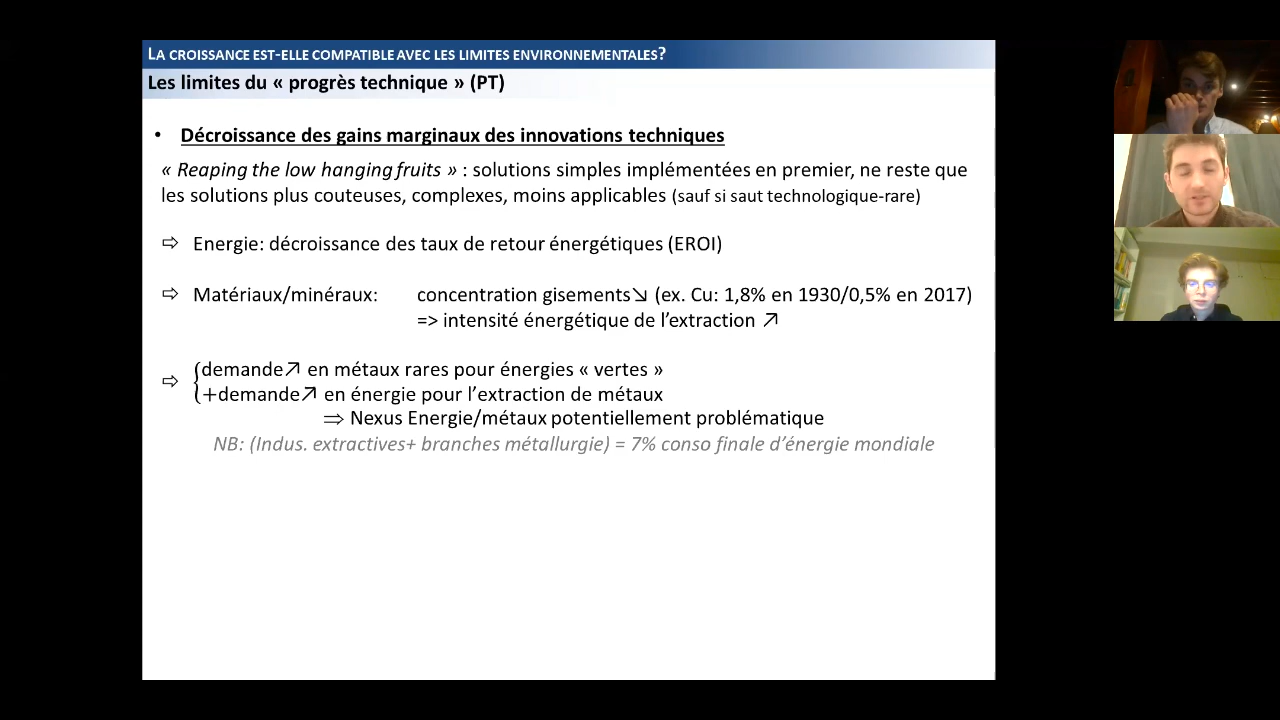 LA CROISSANCE EST-ELLE COMPATIBLE AVEC LES LIMITES ENVIRONNEMENTALES?
Les limites du « progrès technique » (PT)
• Décroissance des gains marginaux des innovations techniques
« Reaping the low hanging fruits » : solutions simples implémentées en premier, ne reste que
les solutions plus couteuses, complexes, moins applicables (sauf si saut technologique-rare)
⇨ Energie: décroissance des taux de retour énergétiques (EROI)
⇨ Matériaux/minéraux: concentration gisements↘ (ex. Cu: 1,8% en 1930/0,5% en 2017)
=> intensité énergétique de l'extraction ↗
⇨ {demande↗ en métaux rares pour énergies « vertes »
+demande↗ en énergie pour l'extraction de métaux
⇒ Nexus Energie/métaux potentiellement problématique
NB: (Indus. extractives+ branches métallurgie) = 7% conso finale d'énergie mondiale